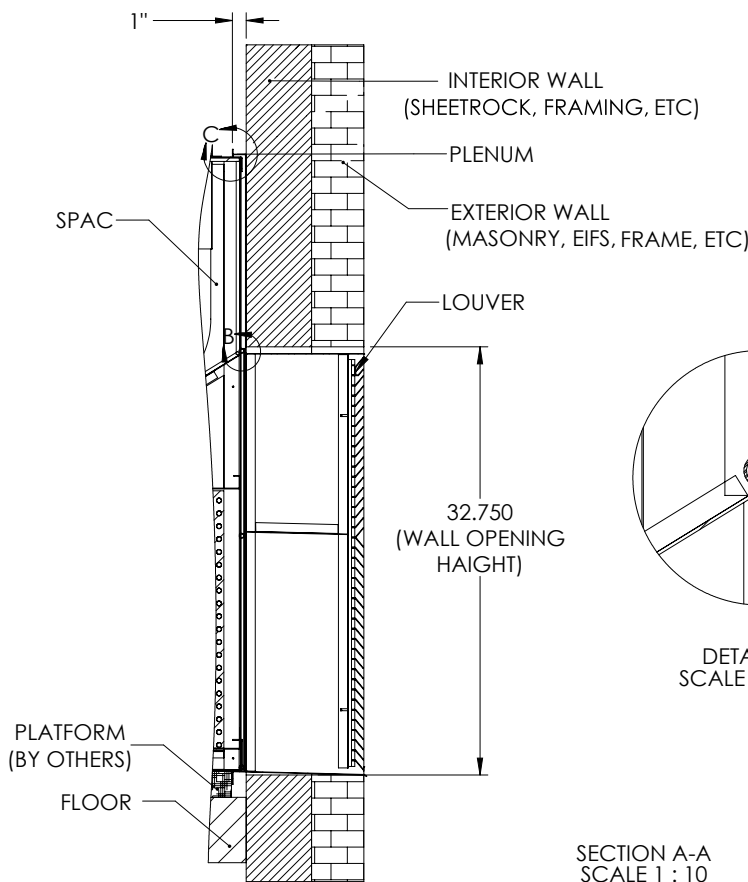 1"
INTERIOR WALL
(SHEETROCK, FRAMING, ETC)
C
PLENUM
SPAC
EXTERIOR WALL
(MASONRY, EIFS, FRAME, ETC)
LOUVER
B
32.750
(WALL OPENING
HAIGHT)
DETA
SCALE
PLATFORM
(BY OTHERS)
FLOOR
SECTION A-A
SCALE 1 : 10